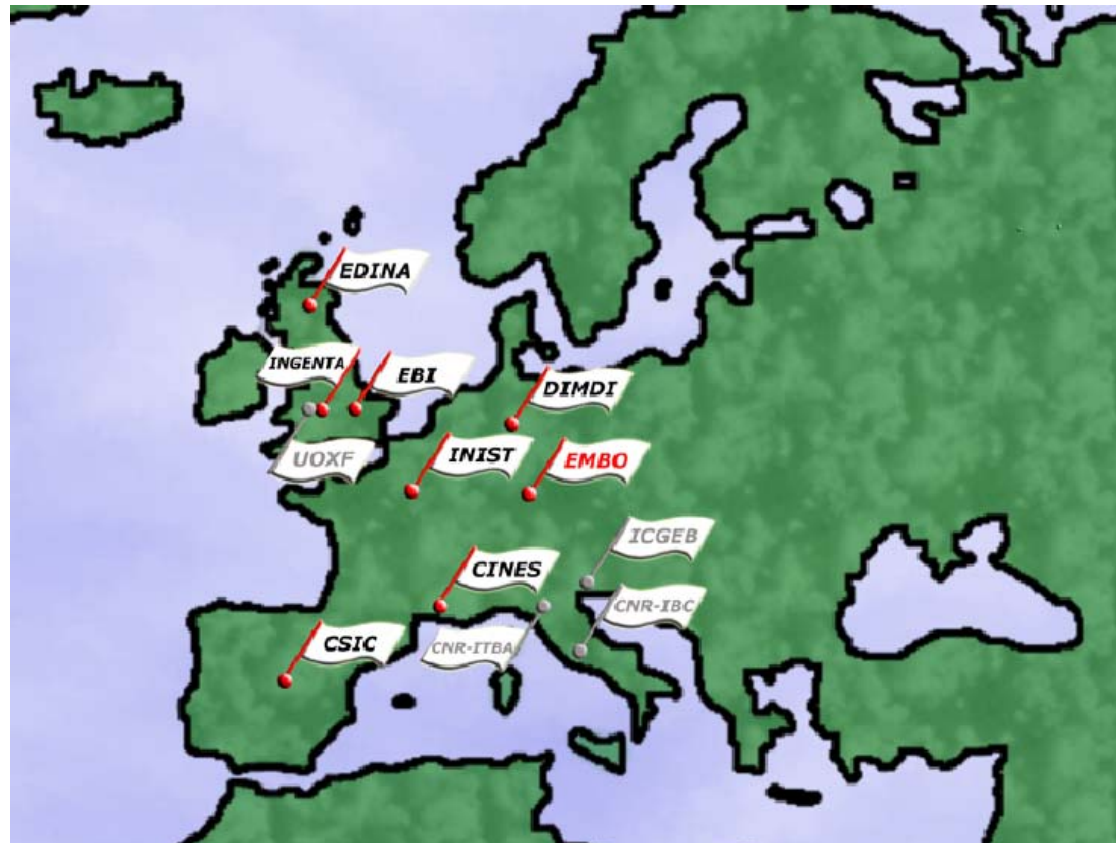 EDINA
INGENTA
EBI
DIMDI
UOXF
INIST
EMBO
ICGEB
CINES
CNR-IBC
CSIC
CNR-ITBA